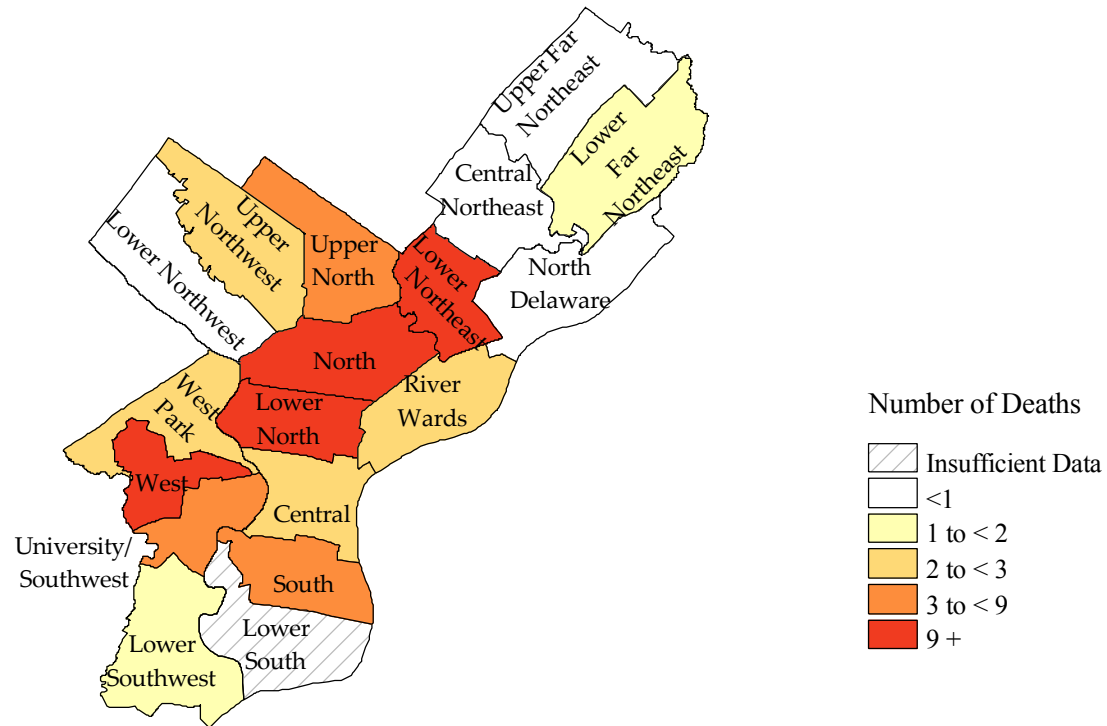 Upper Far
Northeast
Lower
Far
Northeast
Central
Northeast
North
Delaware
Lower
Northeast
Upper
North
Upper
Northwest
Lower Northwest
North
River
Wards
Lower
North
West
Park
West
Central
University/
Southwest
South
Lower
South
Lower
Southwest
Number of Deaths
Insufficient Data
<1
1 to < 2
2 to < 3
3 to < 9
9 +